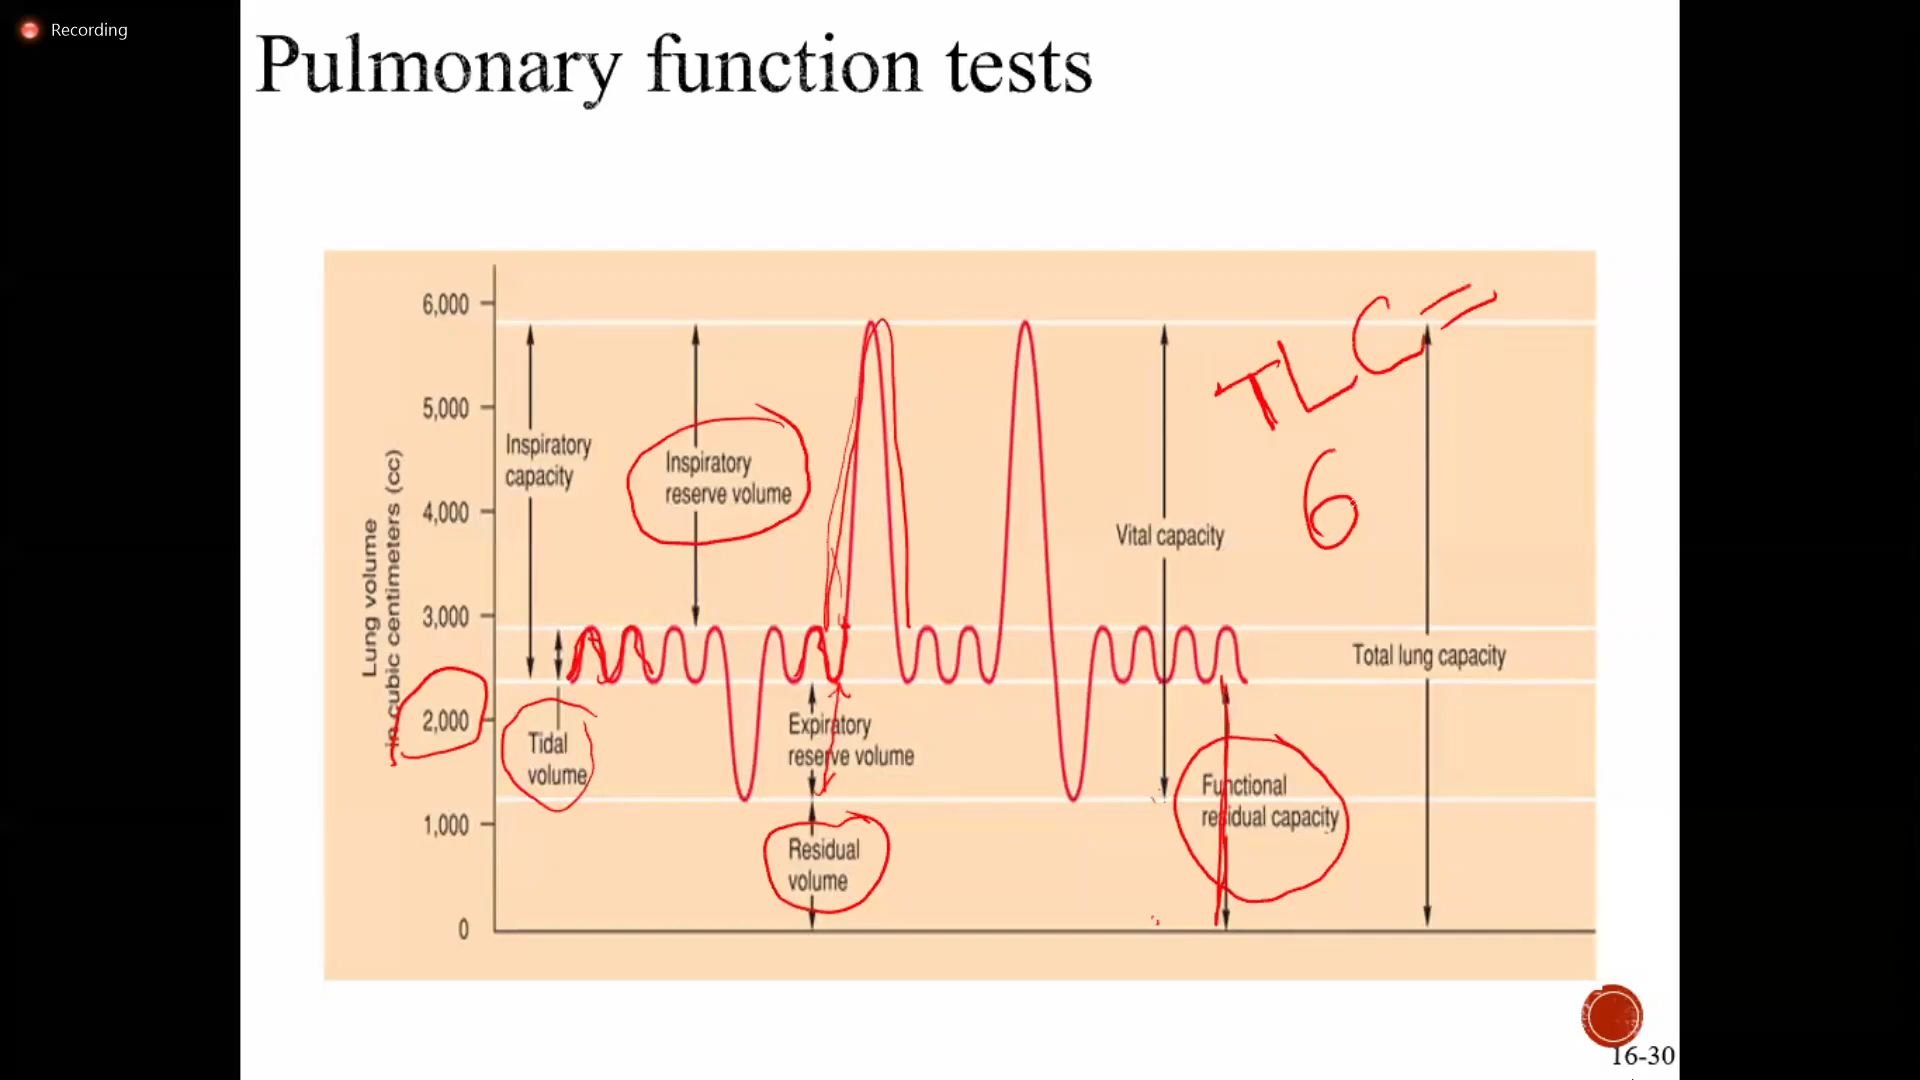 Recording
Pulmonary function tests
Lung volume
in cubic centimeters (cc)
6,000
5,000
4,000
3,000
2,000
1,000
0
Inspiratory
capacity
Inspiratory
reserve volume
Tidal
volume
Expiratory
reserve volume
Residual
volume
Vital capacity
Functional
residual capacity
Total lung capacity
TLC=
6
16-30